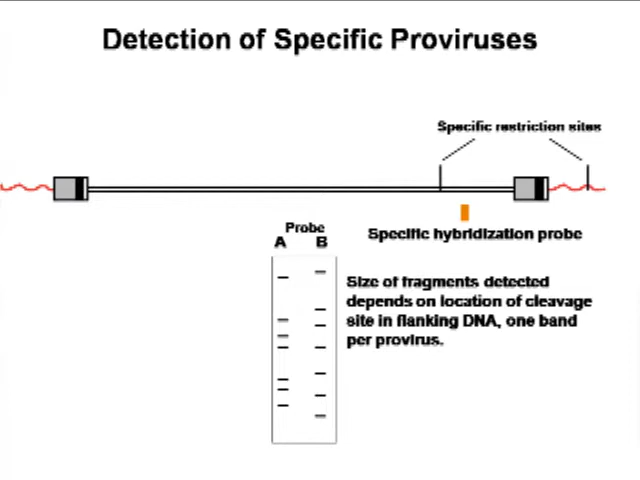 Detection of Specific Proviruses
Specific restriction sites
Specific hybridization probe
Probe
A B
Size of fragments detected
depends on location of cleavage
site in flanking DNA, one band
per provirus.